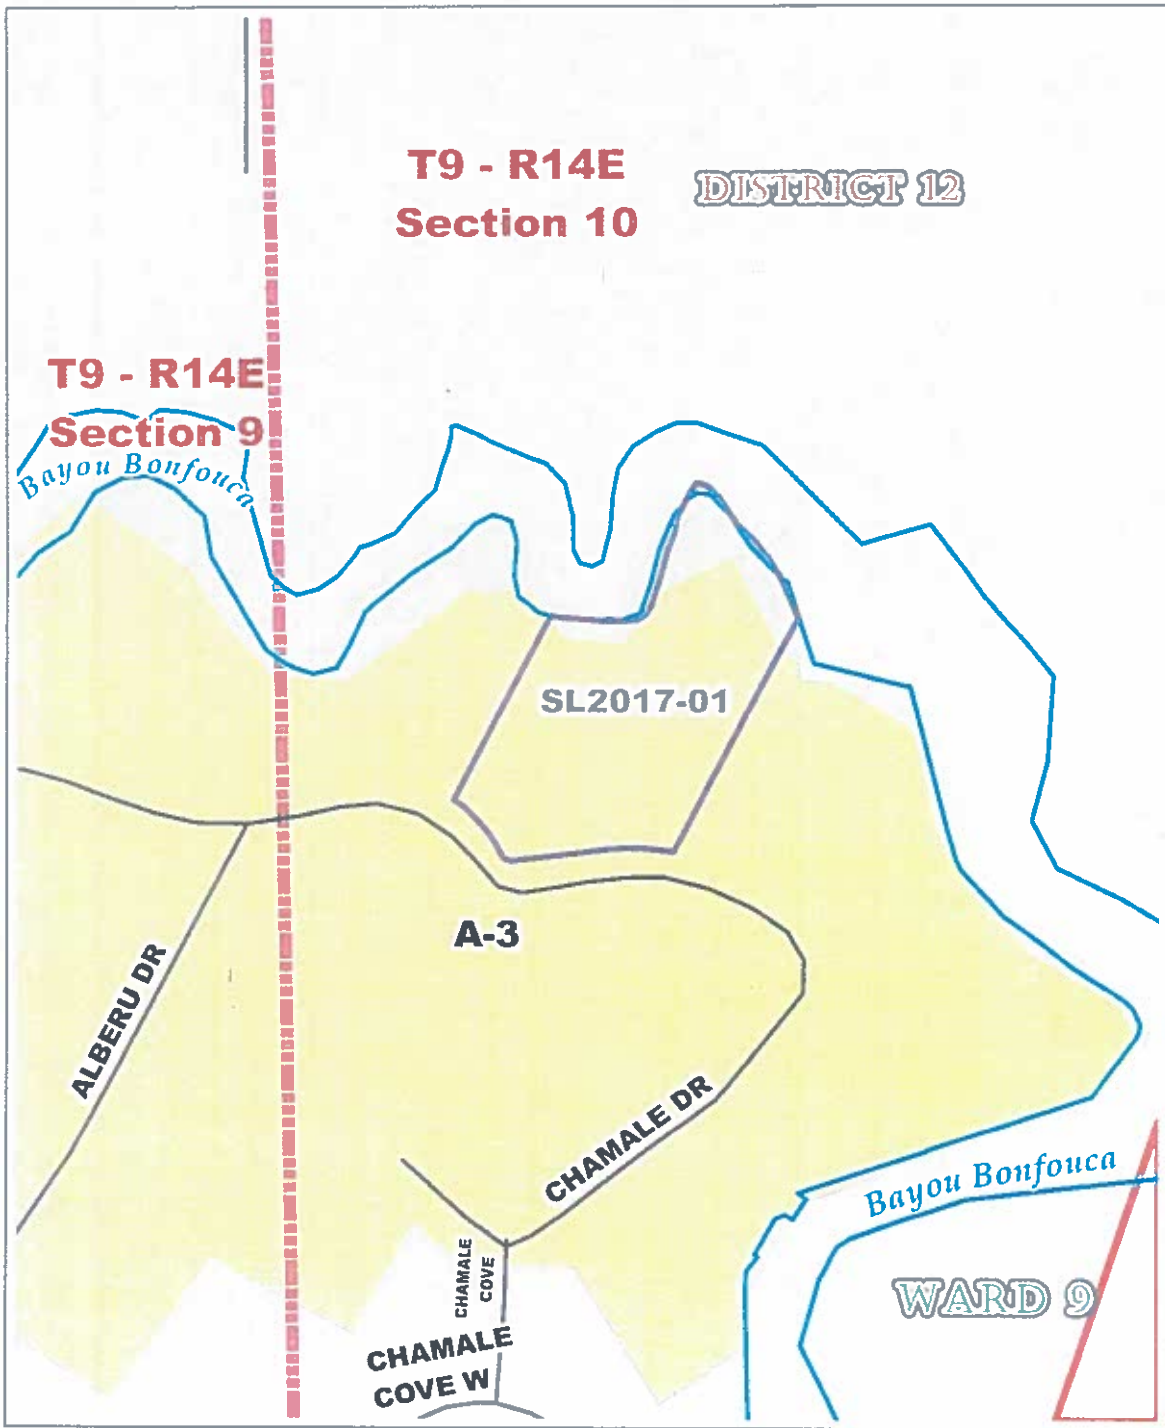 T9 - R14E
Section 10
DISTRICT 12
T9 - R14E
Section 9
Bayou Bonfouca
SL2017-01
A-3
ALBERU DR
CHAMALE DR
Bayou Bonfouca
CHAMALE
COVE
WARD 9
CHAMALE
COVE W